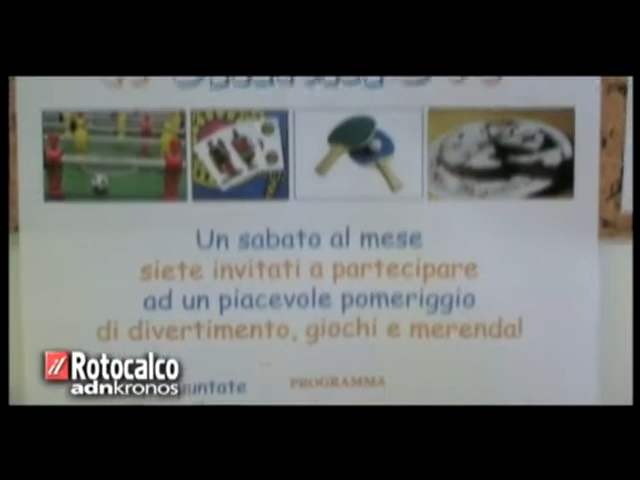 Un sabato al mese
siete invitati a partecipare
ad un piacevole pomeriggio
di divertimento, giochi e merenda!
il Rotocalco
adnkronos
PROGRAMMA